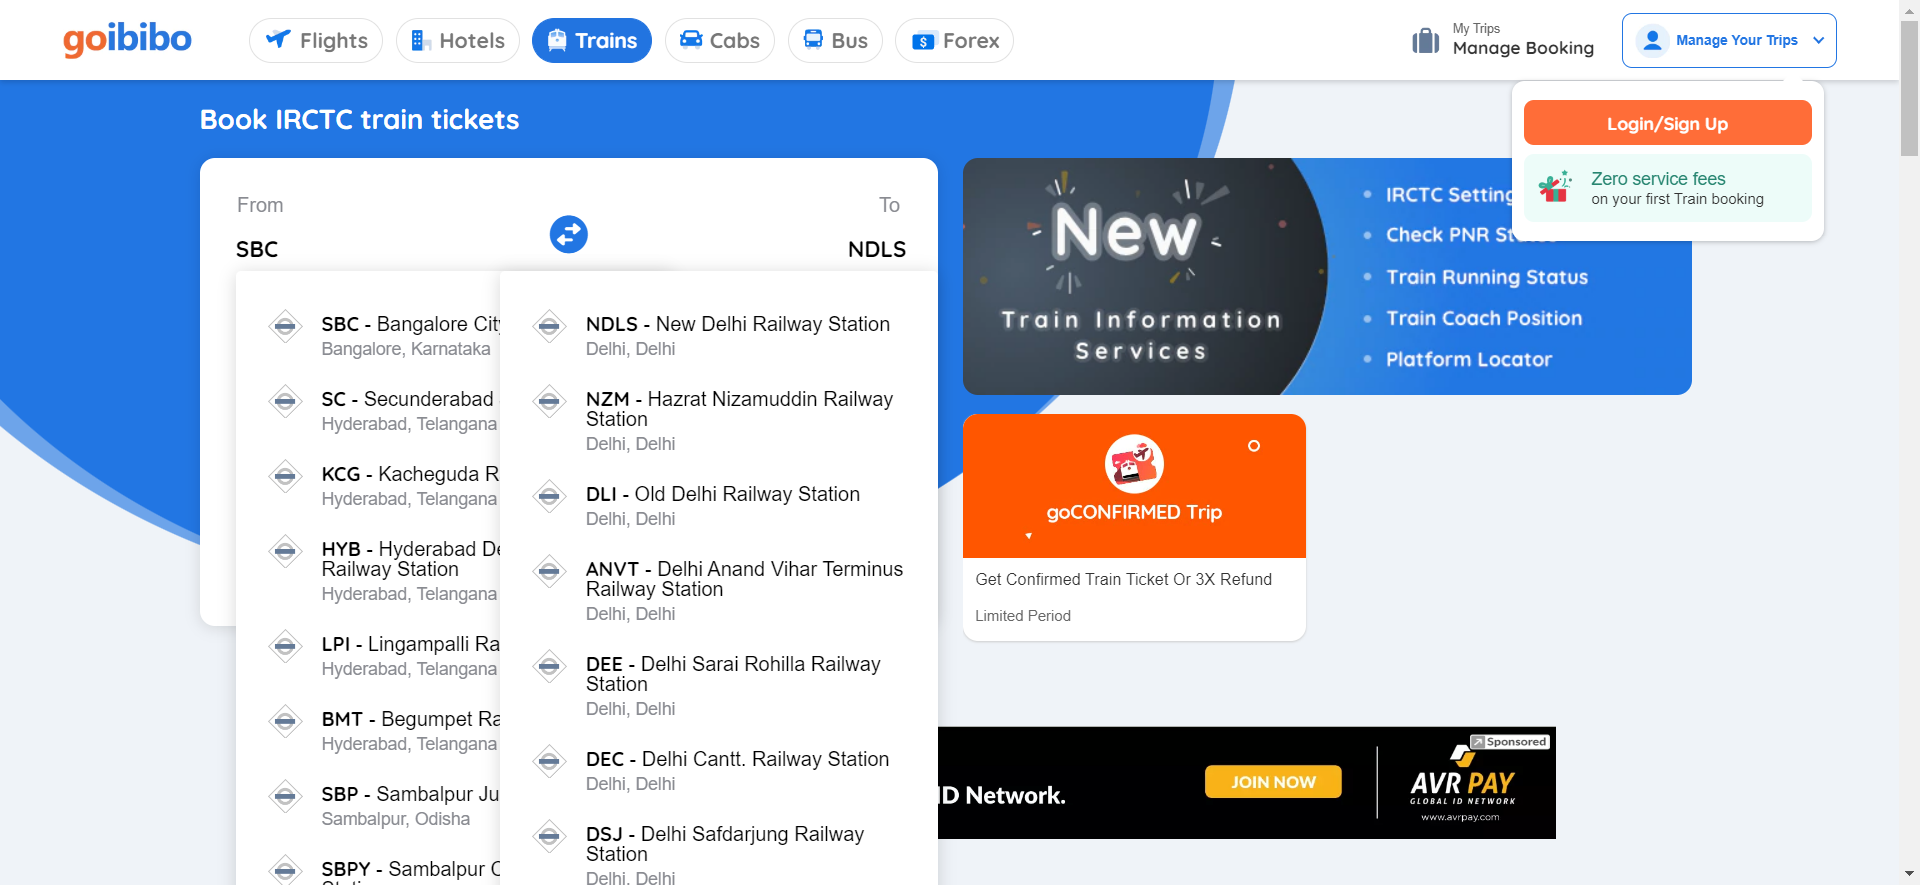 goibibo
Flights
Hotels
Trains
Cabs
Bus
Forex
My Trips
Manage Booking
Manage Your Trips
Login/Sign Up
Zero service fees
on your first Train booking
Book IRCTC train tickets
From
To
SBC
NDLS
SBC - Bangalore City
Bangalore, Karnataka
SC - Secunderabad
Hyderabad, Telangana
KCG - Kacheguda R
Hyderabad, Telangana
HYB - Hyderabad De
Railway Station
Hyderabad, Telangana
LPI - Lingampalli Ra
Hyderabad, Telangana
BMT - Begumpet Ra
Hyderabad, Telangana
SBP - Sambalpur Ju
Sambalpur, Odisha
SBPY - Sambalpur C
NDLS - New Delhi Railway Station
Delhi, Delhi
NZM - Hazrat Nizamuddin Railway
Station
Delhi, Delhi
DLI - Old Delhi Railway Station
Delhi, Delhi
ANVT - Delhi Anand Vihar Terminus
Railway Station
Delhi, Delhi
DEE - Delhi Sarai Rohilla Railway
Station
Delhi, Delhi
DEC - Delhi Cantt. Railway Station
Delhi, Delhi
DSJ - Delhi Safdarjung Railway
Station
Delhi, Delhi
New
Train Information
Services
IRCTC Setting
Check PNR Status
Train Running Status
Train Coach Position
Platform Locator
goCONFIRMED Trip
Get Confirmed Train Ticket Or 3X Refund
Limited Period
ID Network.
JOIN NOW
Sponsored
AVR PAY
GLOBAL ID NETWORK
www.avrpay.com